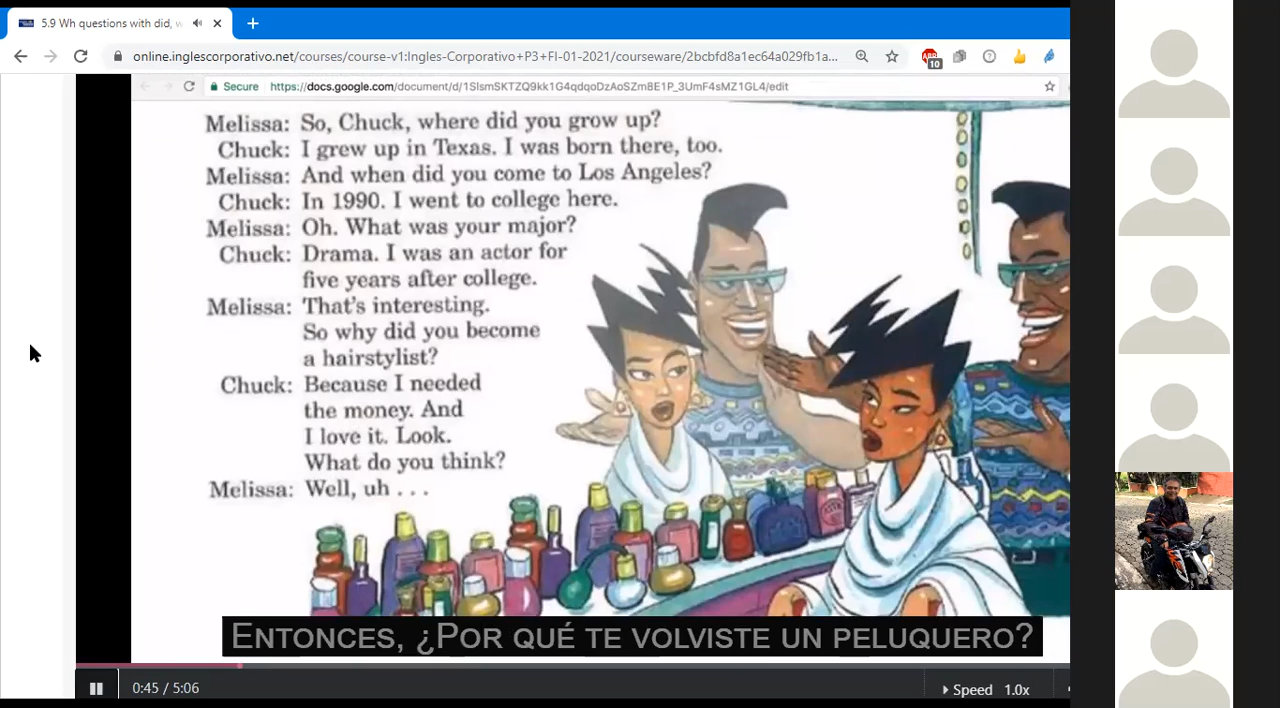 5.9 Wh questions with did, w
online.inglescorporativo.net/courses/course-v1:Ingles-Corporativo+P3+FI-01-2021/courseware/2bcbfd8a1ec64a029fb1a...
10
Secure https://docs.google.com/document/d/1SlsmSKTZQ9kk1G4qdqoDzAoSZm8E1P_3UmF4sMZ1GL4/edit
Melissa: So, Chuck, where did you grow up?
Chuck: I grew up in Texas. I was born there, too.
Melissa: And when did you come to Los Angeles?
Chuck: In 1990. I went to college here.
Melissa: Oh. What was your major?
Chuck: Drama. I was an actor for
five years after college.
Melissa: That's interesting.
So why did you become
a hairstylist?
Chuck: Because I needed
the money. And
I love it. Look.
What do you think?
Melissa: Well, uh . . .
ENTONCES, ¿POR QUÉ TE VOLVISTE UN PELUQUERO?
0:45 / 5:06
Speed 1.0x